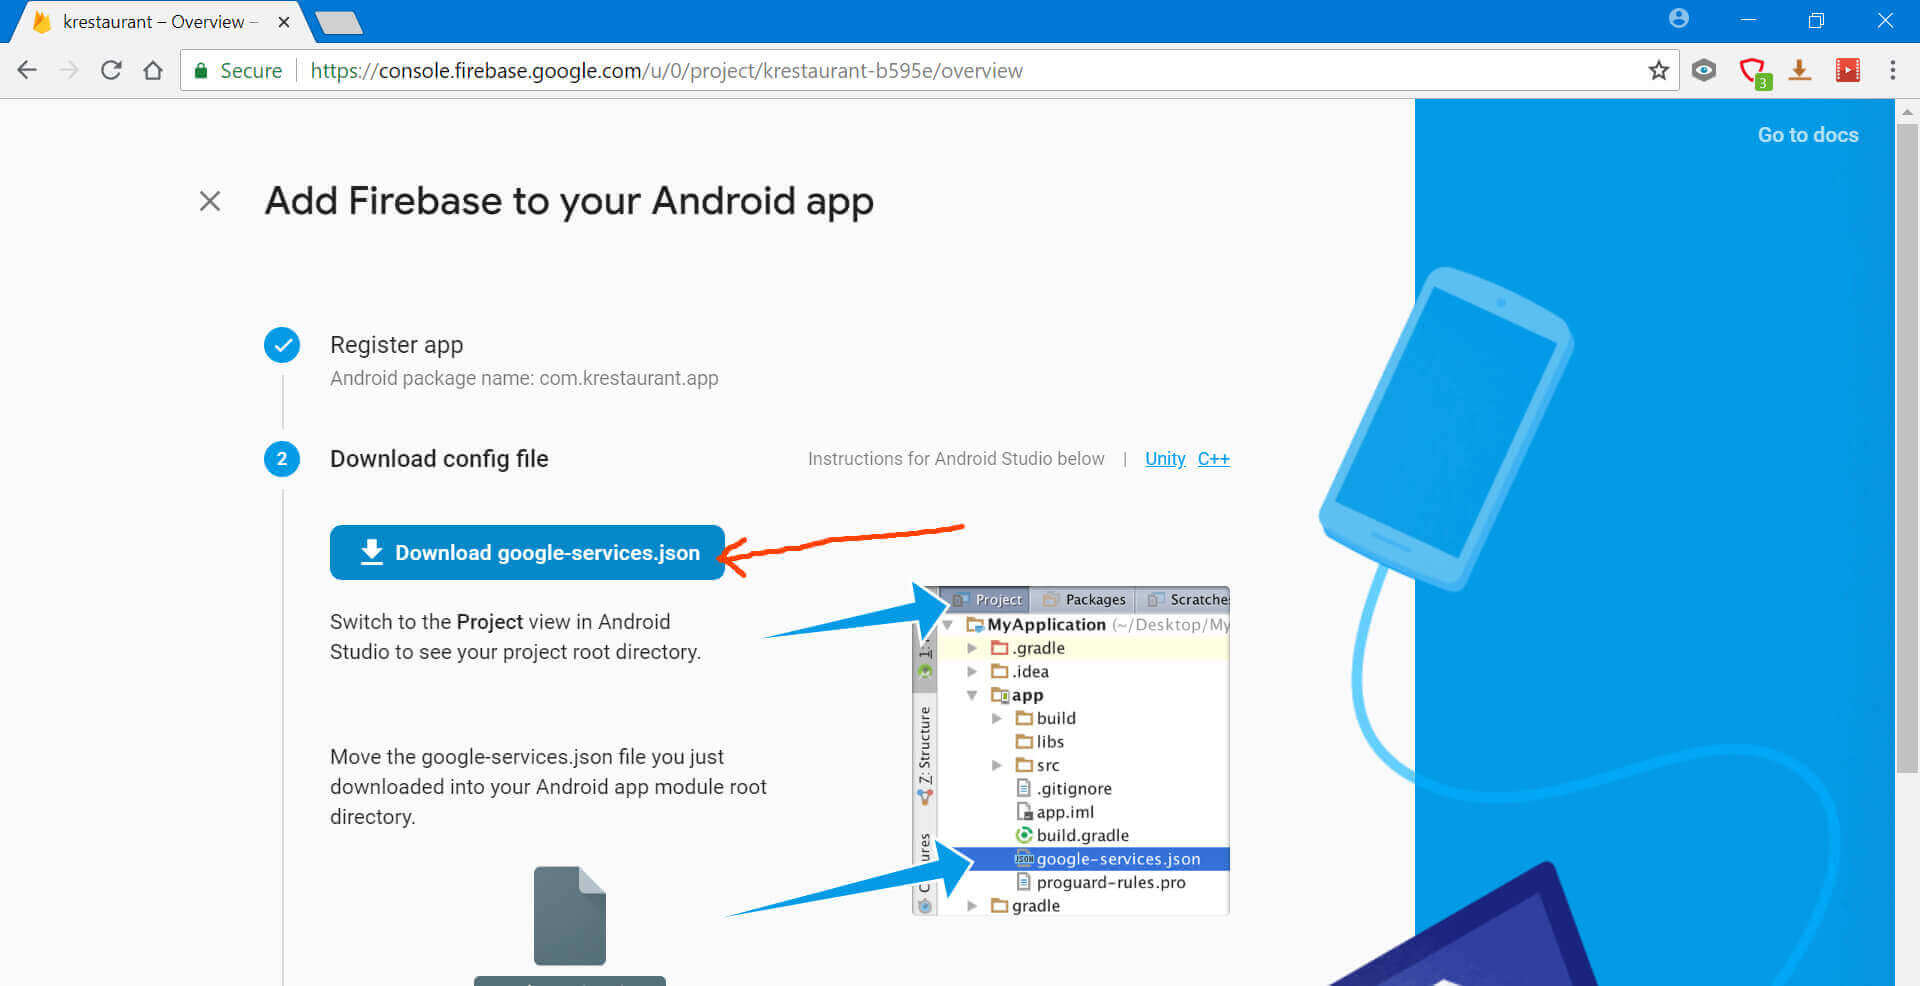 krestaurant – Overview –
Secure
https://console.firebase.google.com/u/0/project/krestaurant-b595e/overview
3
Go to docs
Add Firebase to your Android app
Register app
Android package name: com.krestaurant.app
2
Download config file
Instructions for Android Studio below | Unity C++
Download google-services.json
Switch to the Project view in Android
Studio to see your project root directory.
Move the google-services.json file you just
downloaded into your Android app module root
directory.
Project Packages Scratches
MyApplication (~/Desktop/My
.gradle
.idea
app
build
libs
src
.gitignore
app.iml
build.gradle
JSON google-services.json
proguard-rules.pro
gradle
1:
Z: Structure